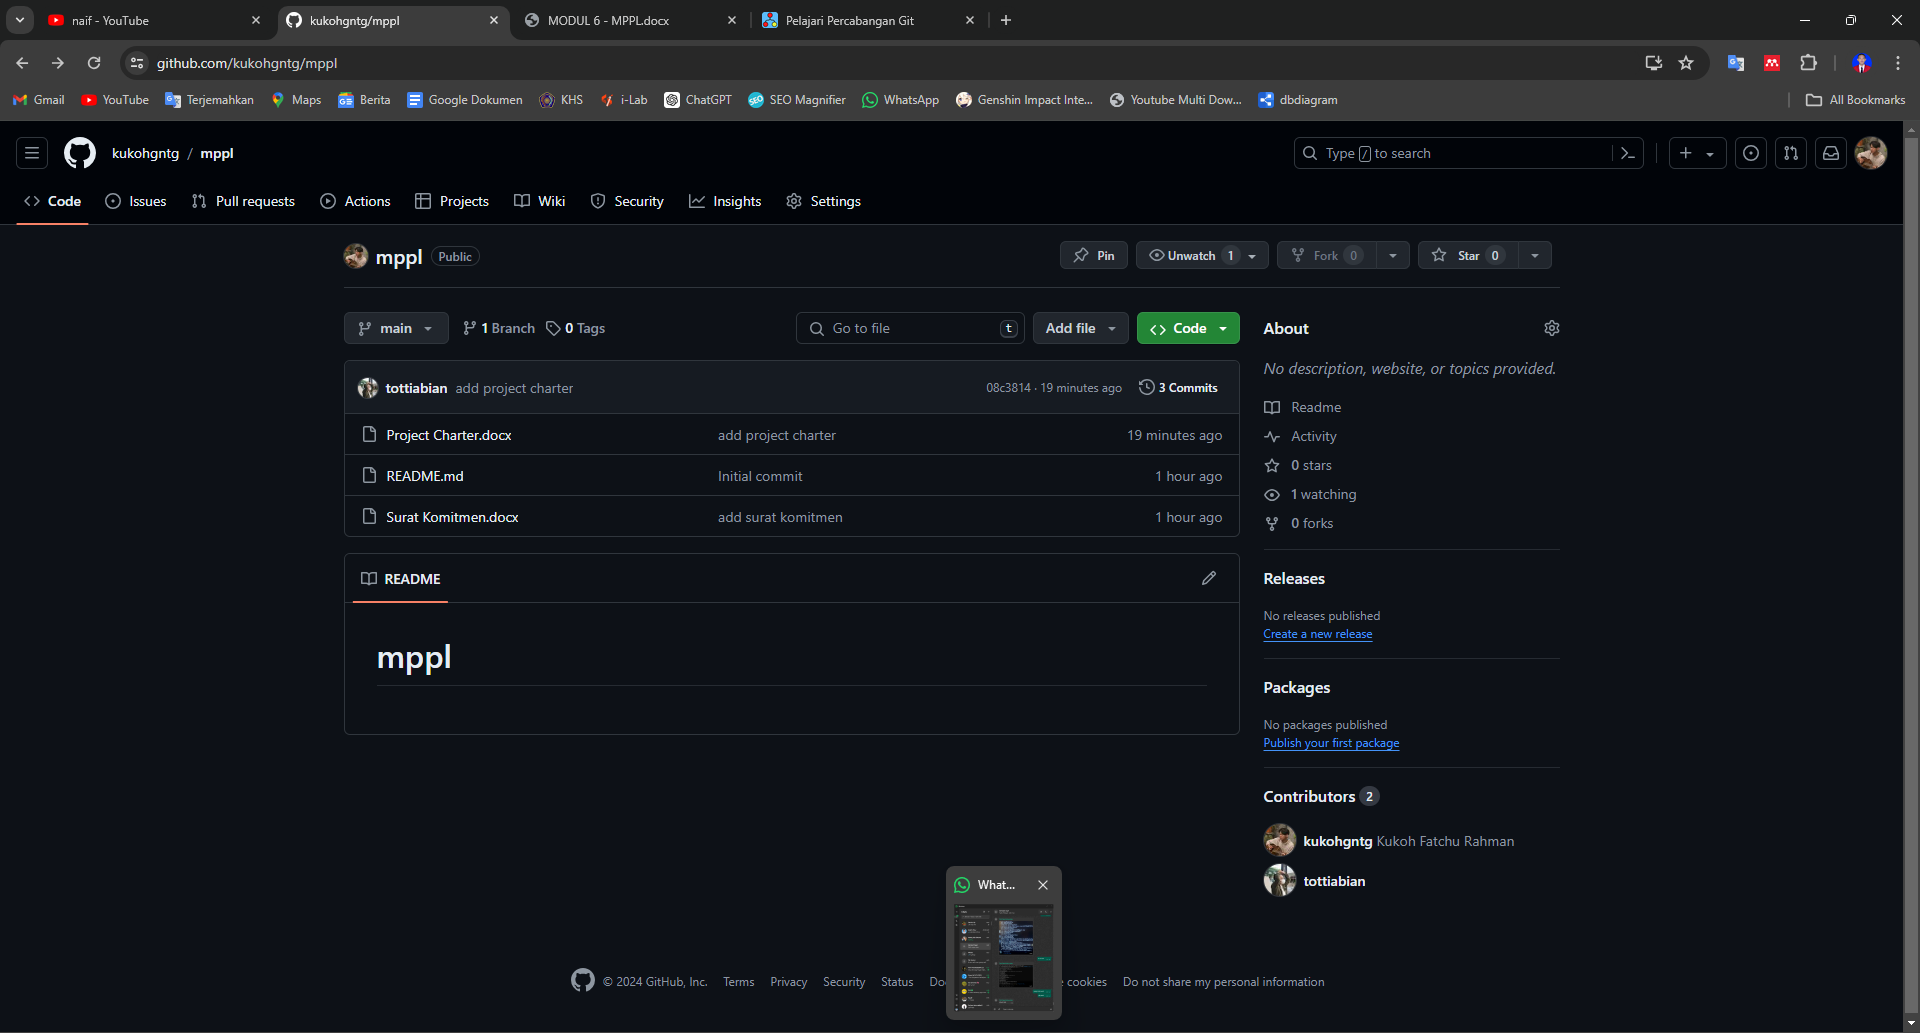 naif - YouTube
kukohgntg/mppl
MODUL 6 - MPPL.docx
Pelajari Percabangan Git
github.com/kukohgntg/mppl
Gmail
YouTube
Terjemahkan
Maps
Berita
Google Dokumen
KHS
i-Lab
ChatGPT
SEO Magnifier
WhatsApp
Genshin Impact Inte...
Youtube Multi Dow...
dbdiagram
All Bookmarks
kukohgntg / mppl
Type / to search
Code
Issues
Pull requests
Actions
Projects
Wiki
Security
Insights
Settings
mppl Public
Pin
Unwatch 1
Fork 0
Star 0
main
1 Branch
0 Tags
Go to file t
Add file
Code
tottiabian add project charter
08c3814 · 19 minutes ago
3 Commits
Project Charter.docx add project charter 19 minutes ago
README.md Initial commit 1 hour ago
Surat Komitmen.docx add surat komitmen 1 hour ago
README
mppl
About
No description, website, or topics provided.
Readme
Activity
0 stars
1 watching
0 forks
Releases
No releases published
Create a new release
Packages
No packages published
Publish your first package
Contributors 2
kukohgntg Kukoh Fatchu Rahman
tottiabian
What...
© 2024 GitHub, Inc.
Terms
Privacy
Security
Status
Do
cookies
Do not share my personal information